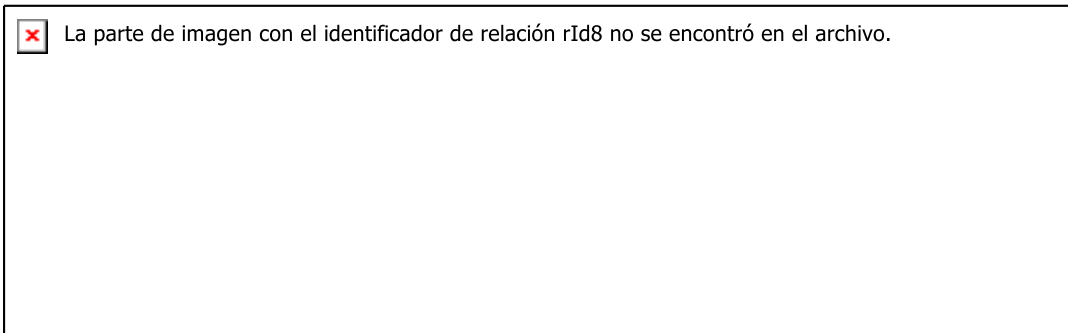 La parte de imagen con el identificador de relación rId8 no se encontró en el archivo.